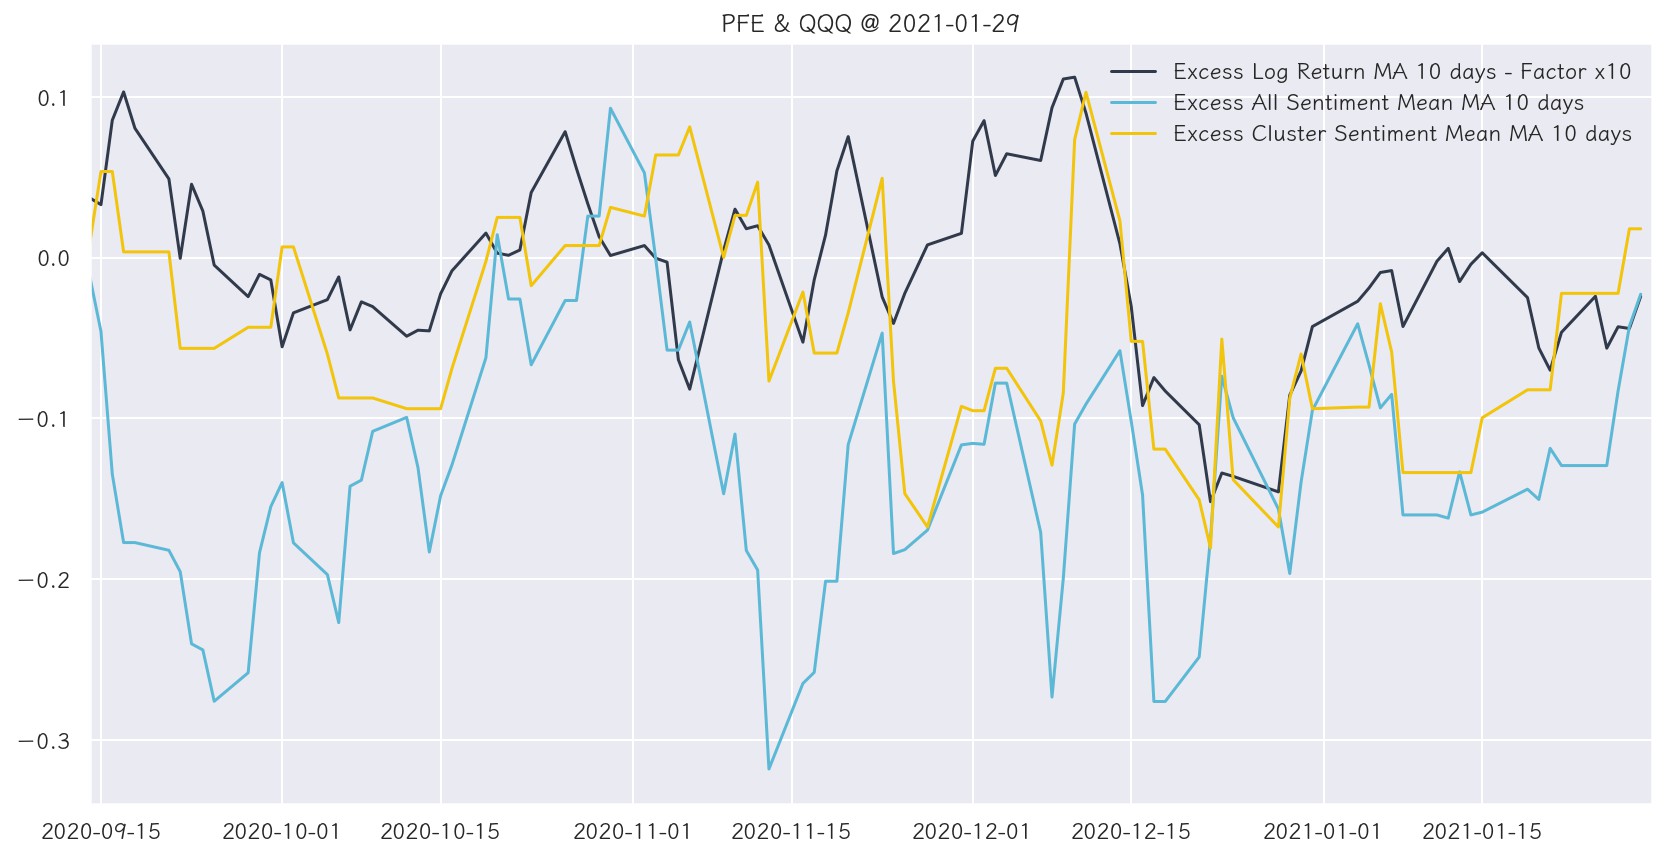 PFE & QQQ @ 2021-01-29
Excess Log Return MA 10 days - Factor x10
Excess All Sentiment Mean MA 10 days
Excess Cluster Sentiment Mean MA 10 days
0.1
0.0
−0.1
−0.2
−0.3
2020-09-15 2020-10-01 2020-10-15 2020-11-01 2020-11-15 2020-12-01 2020-12-15 2021-01-01 2021-01-15